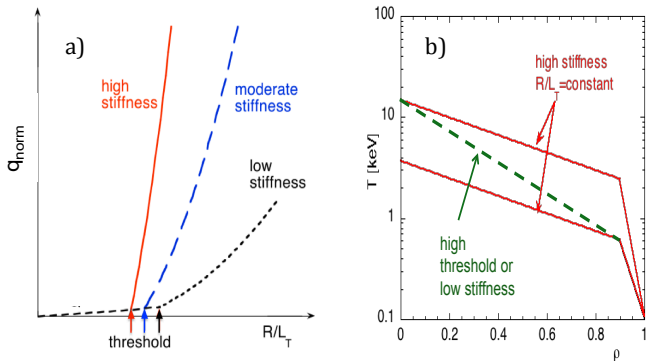 a)
high
stiffness
moderate
stiffness
low
stiffness
q_norm
threshold
R/L_T
b)
100
10
1
0.1
T [keV]
high stiffness
R/L_T=constant
high
threshold or
low stiffness
0 0.2 0.4 0.6 0.8 1
ρ